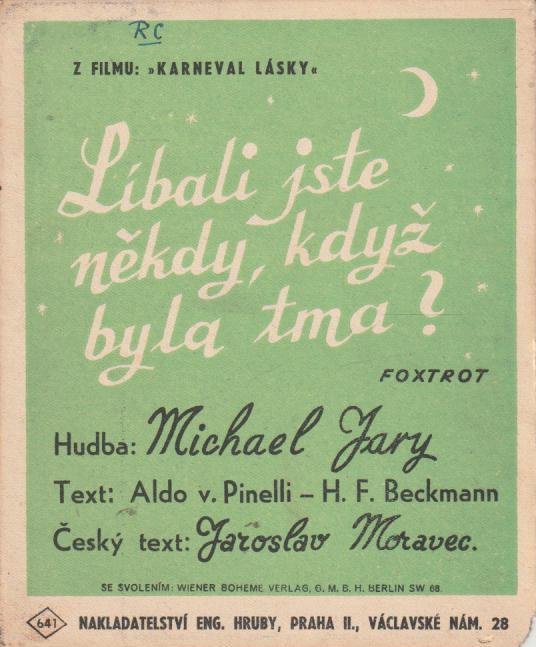 RC
Z FILMU: »KARNEVAL LÁSKY«
Líbali jste
někdy, když
byla tma?
FOXTROT
Hudba: Michael Jary
Text: Aldo v. Pinelli – H. F. Beckmann
Český text: Jaroslav Moravec.
SE SVOLENÍM: WIENER BOHEME VERLAG, G. M. B. H. BERLIN SW 68.
641 NAKLADATELSTVÍ ENG. HRUBY, PRAHA II., VÁCLAVSKÉ NÁM. 28